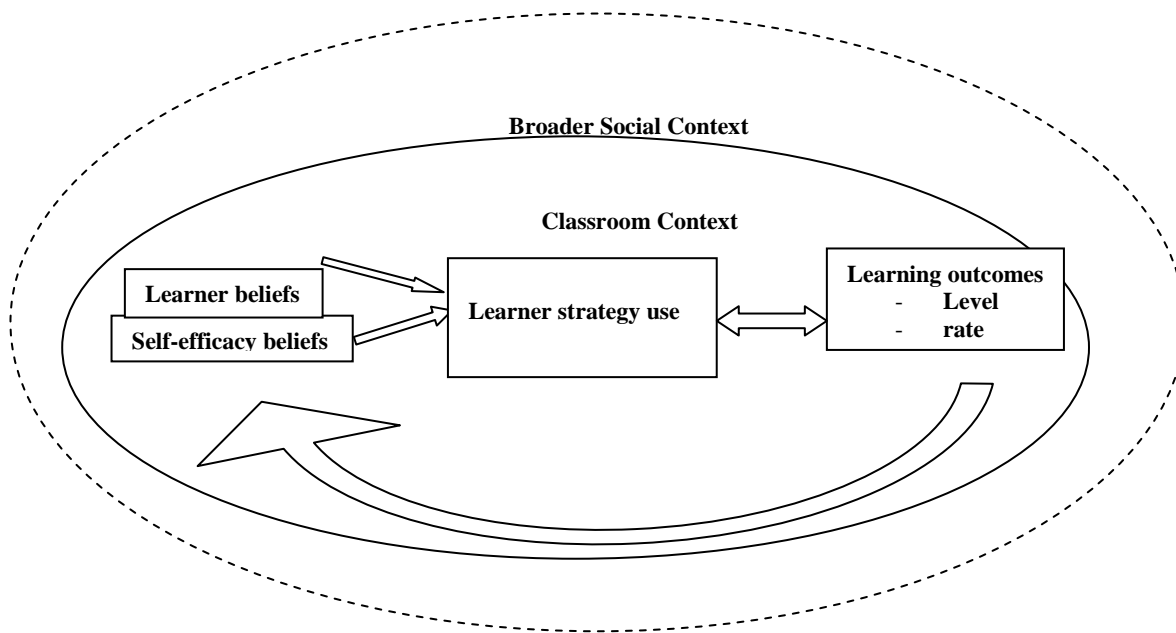 Broader Social Context
Classroom Context
Learner beliefs
Self-efficacy beliefs
Learner strategy use
Learning outcomes
- Level
- rate